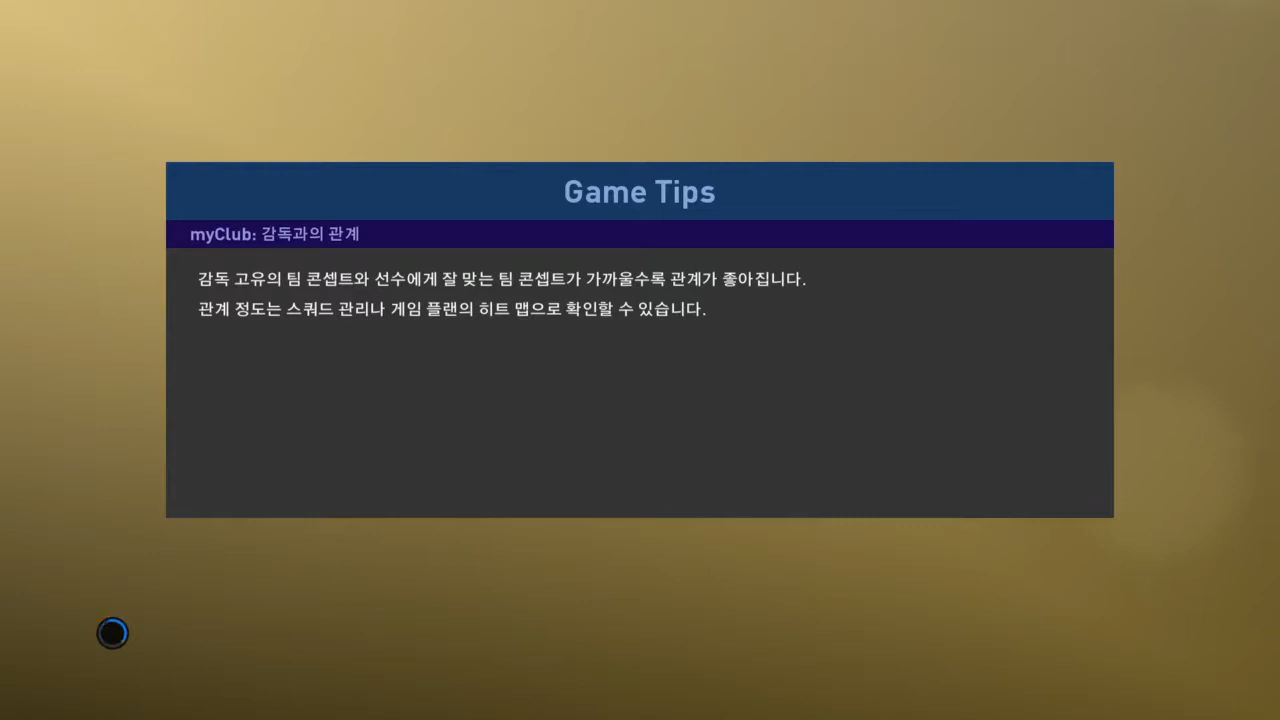 Game Tips
myClub: 감독과의 관계
감독 고유의 팀 콘셉트와 선수에게 잘 맞는 팀 콘셉트가 가까울수록 관계가 좋아집니다.
관계 정도는 스쿼드 관리나 게임 플랜의 히트 맵으로 확인할 수 있습니다.